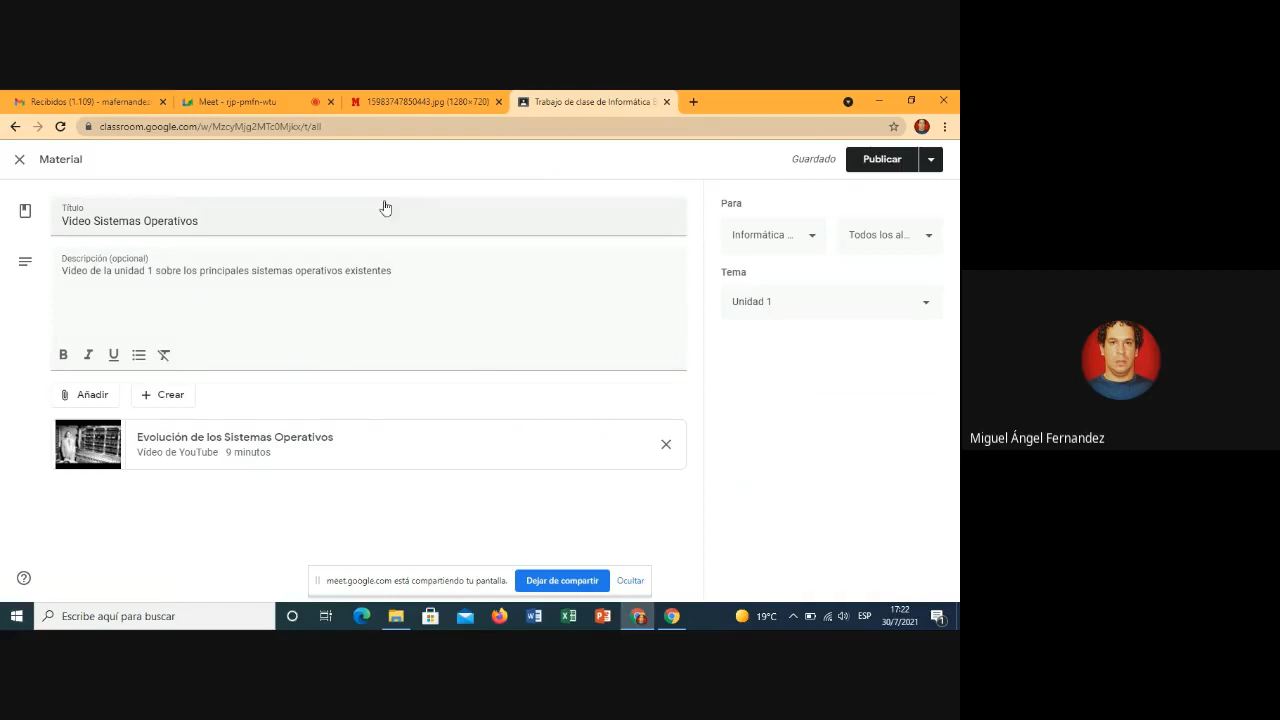 Recibidos (1.109) - mafernandez
Meet - rjp-pmfn-wtu
15983747850443.jpg (1280×720)
Trabajo de clase de Informática E
classroom.google.com/w/MzcyMjg2MTc0Mjkx/t/all
Material
Guardado
Publicar
Título
Video Sistemas Operativos
Descripción (opcional)
Video de la unidad 1 sobre los principales sistemas operativos existentes
B I U
Añadir
Crear
Evolución de los Sistemas Operativos
Vídeo de YouTube 9 minutos
Para
Informática ...
Todos los al...
Tema
Unidad 1
Miguel Ángel Fernandez
meet.google.com está compartiendo tu pantalla.
Dejar de compartir
Ocultar
Escribe aquí para buscar
19°C
ESP
17:22
30/7/2021
1